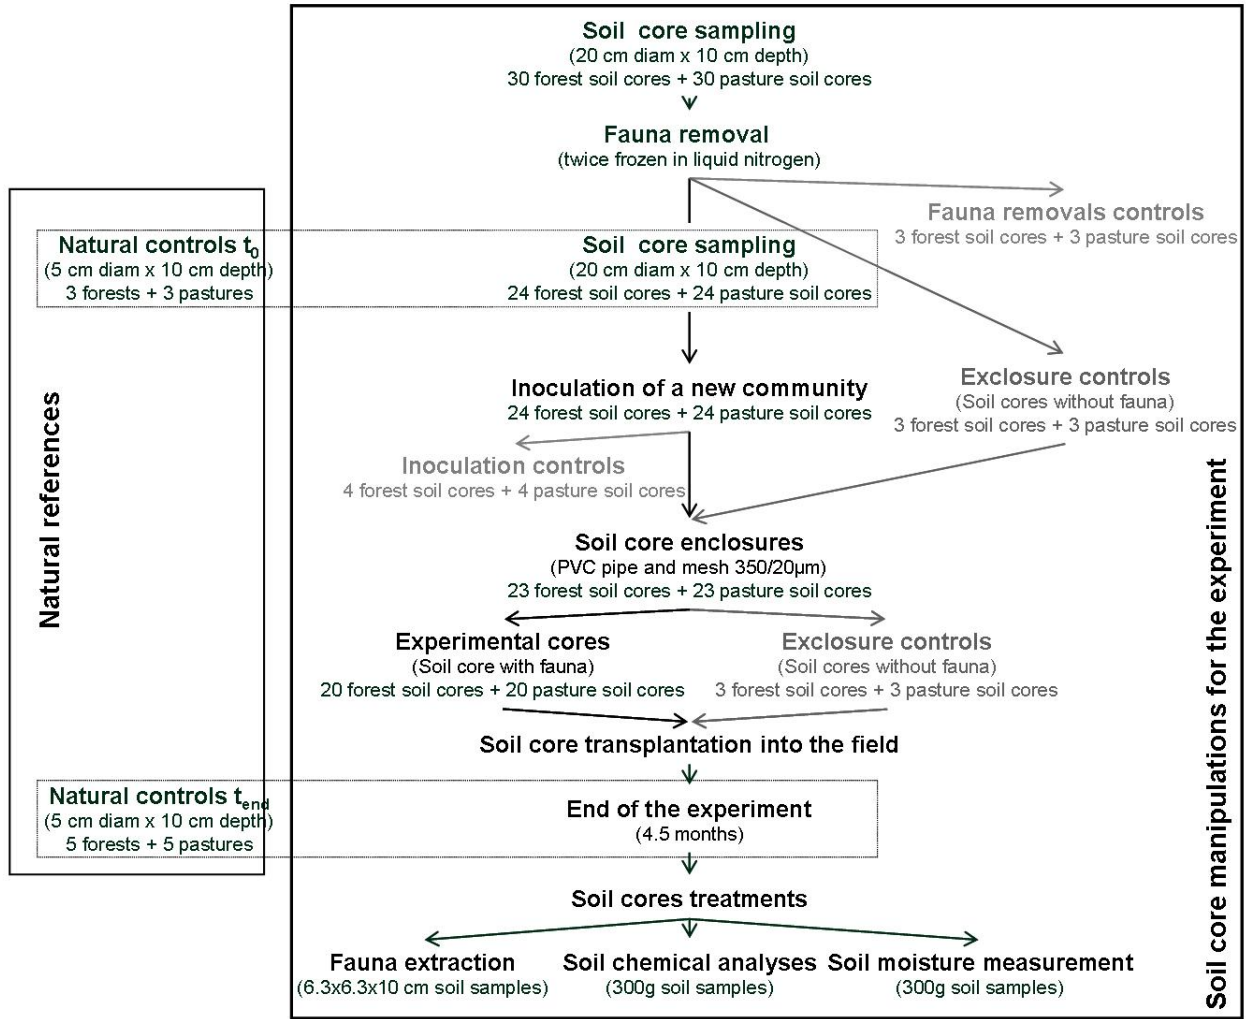 Soil core sampling
(20 cm diam x 10 cm depth)
30 forest soil cores + 30 pasture soil cores
Fauna removal
(twice frozen in liquid nitrogen)
Fauna removals controls
3 forest soil cores + 3 pasture soil cores
Natural controls t0
(5 cm diam x 10 cm depth)
3 forests + 3 pastures
Soil core sampling
(20 cm diam x 10 cm depth)
24 forest soil cores + 24 pasture soil cores
Inoculation of a new community
24 forest soil cores + 24 pasture soil cores
Exclosure controls
(Soil cores without fauna)
3 forest soil cores + 3 pasture soil cores
Inoculation controls
4 forest soil cores + 4 pasture soil cores
Natural references
Soil core enclosures
(PVC pipe and mesh 350/20µm)
23 forest soil cores + 23 pasture soil cores
Experimental cores
(Soil core with fauna)
20 forest soil cores + 20 pasture soil cores
Exclosure controls
(Soil cores without fauna)
3 forest soil cores + 3 pasture soil cores
Soil core transplantation into the field
Natural controls tend
(5 cm diam x 10 cm depth)
5 forests + 5 pastures
End of the experiment
(4.5 months)
Soil cores treatments
Fauna extraction
(6.3x6.3x10 cm soil samples)
Soil chemical analyses
(300g soil samples)
Soil moisture measurement
(300g soil samples)
Soil core manipulations for the experiment